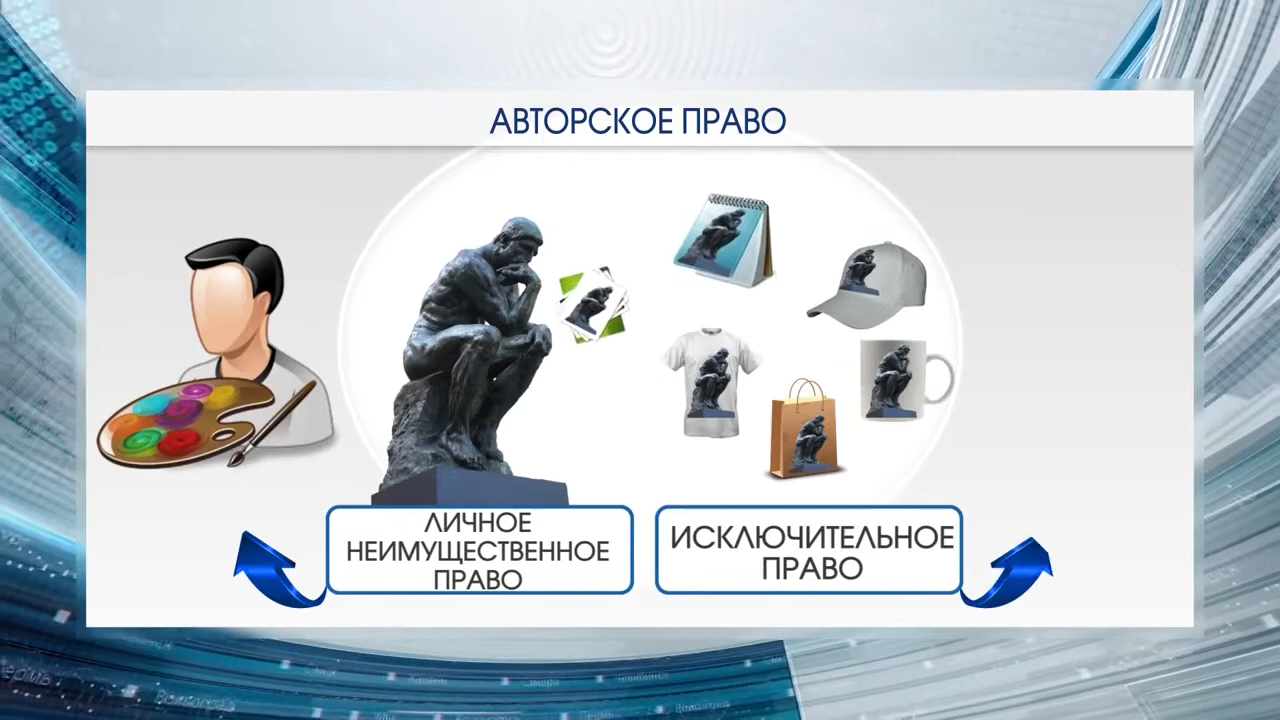 АВТОРСКОЕ ПРАВО
ЛИЧНОЕ
НЕИМУЩЕСТВЕННОЕ
ПРАВО
ИСКЛЮЧИТЕЛЬНОЕ
ПРАВО